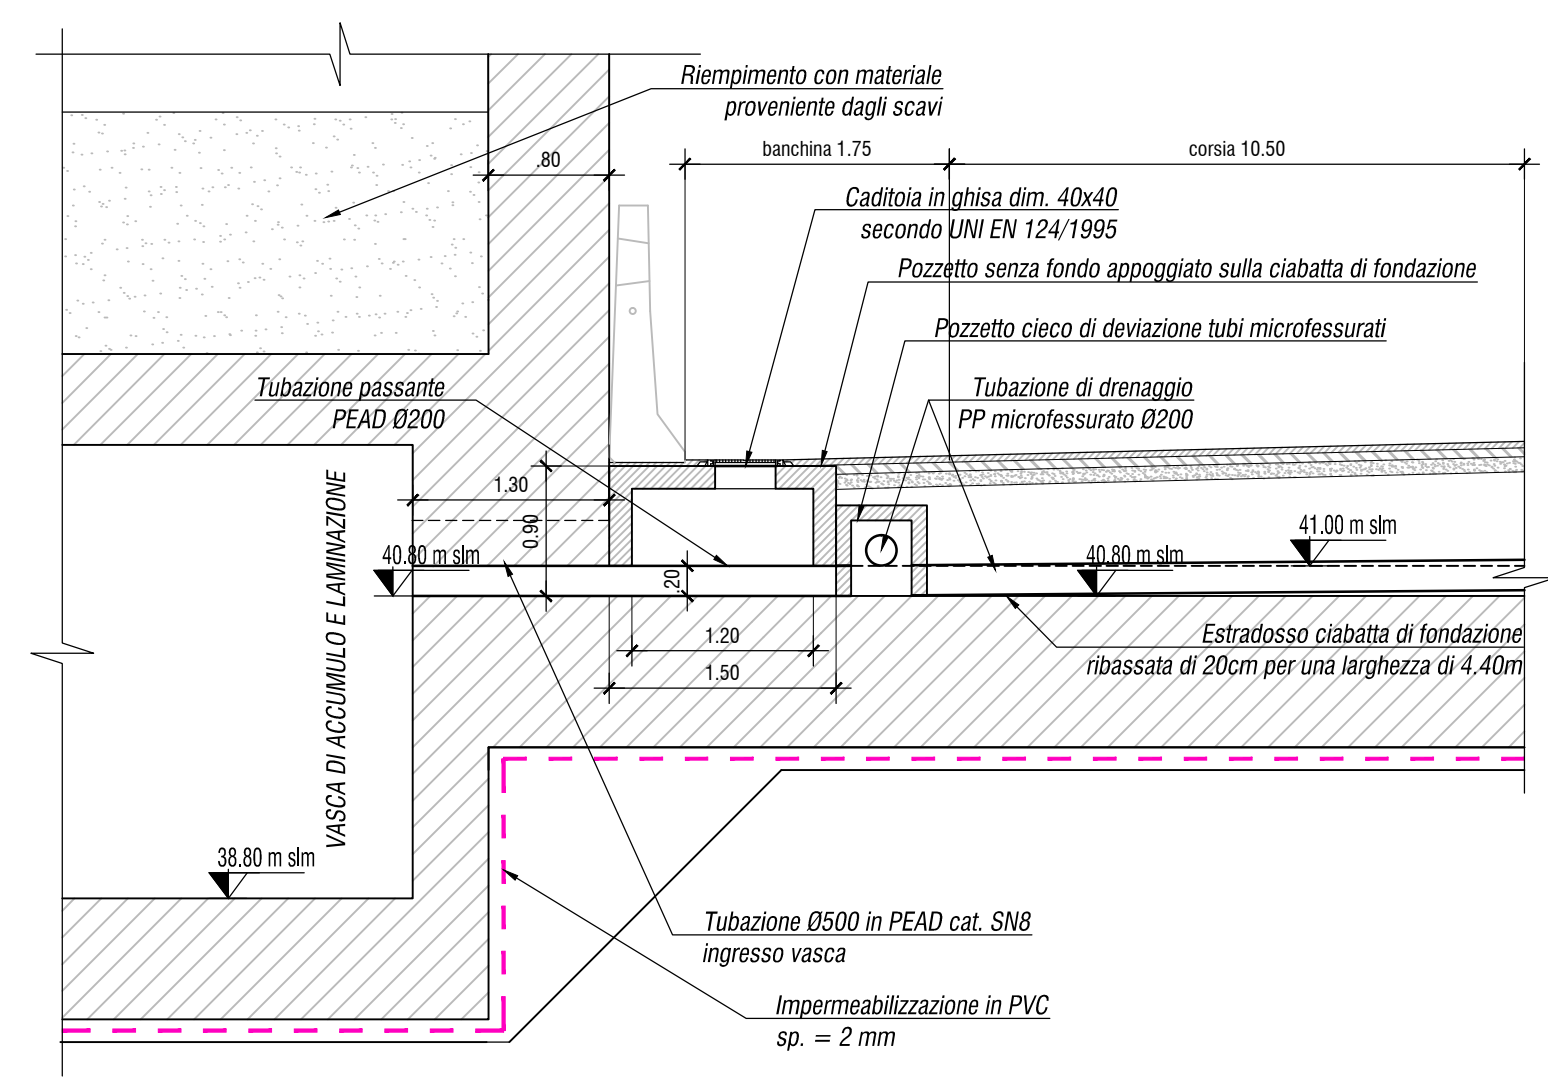 Riempimento con materiale
proveniente dagli scavi
.80
banchina 1.75
corsia 10.50
Caditoia in ghisa dim. 40x40
secondo UNI EN 124/1995
Pozzetto senza fondo appoggiato sulla ciabatta di fondazione
Pozzetto cieco di deviazione tubi microfessurati
Tubazione passante
PEAD Ø200
Tubazione di drenaggio
PP microfessurato Ø200
VASCA DI ACCUMULO E LAMINAZIONE
1.30
0.90
40.80 m slm
.20
40.80 m slm
41.00 m slm
1.20
1.50
Estradosso ciabatta di fondazione
ribassata di 20cm per una larghezza di 4.40m
38.80 m slm
Tubazione Ø500 in PEAD cat. SN8
ingresso vasca
Impermeabilizzazione in PVC
sp. = 2 mm